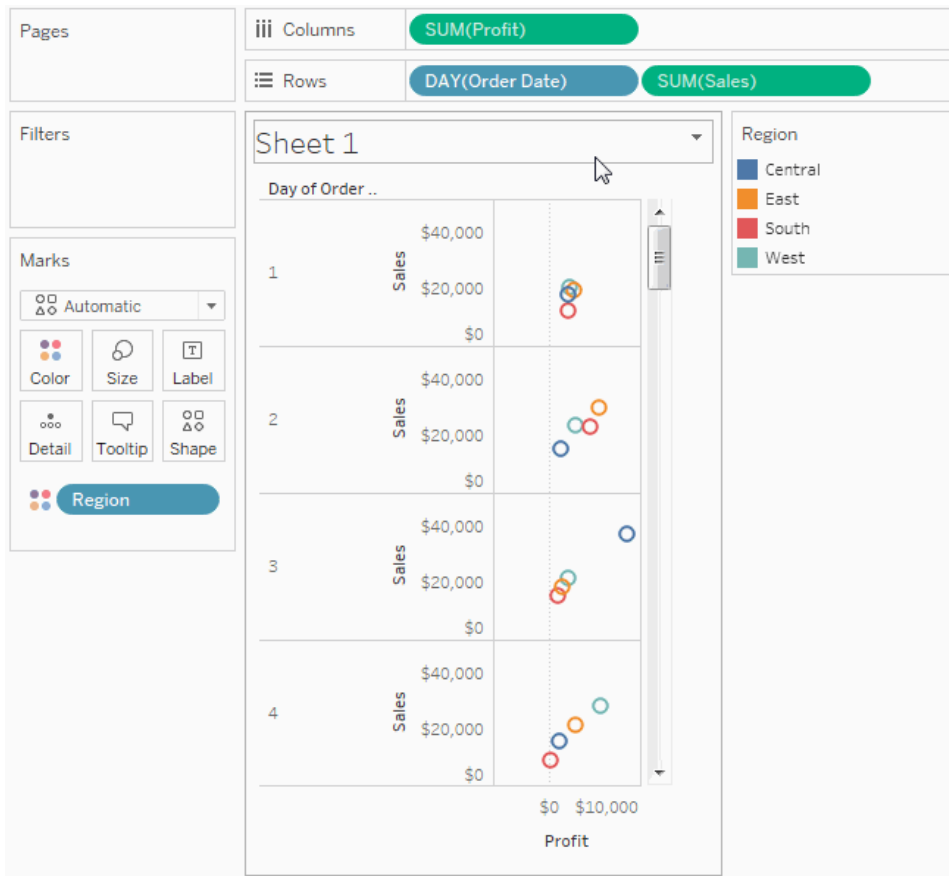 Pages
Columns
SUM(Profit)
Rows
DAY(Order Date)
SUM(Sales)
Filters
Marks
Automatic
Color
Size
Label
Detail
Tooltip
Shape
Region
Sheet 1
Day of Order ..
1
Sales
$40,000
$20,000
$0
2
Sales
$40,000
$20,000
$0
3
Sales
$40,000
$20,000
$0
4
Sales
$40,000
$20,000
$0
$0 $10,000
Profit
Region
Central
East
South
West